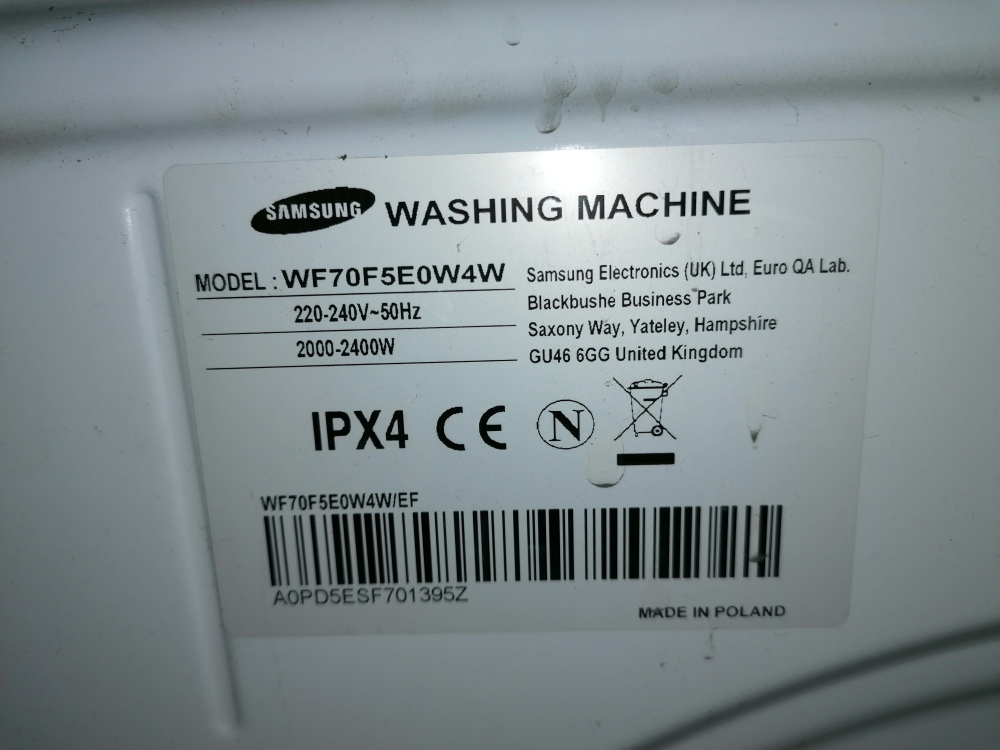 SAMSUNG WASHING MACHINE
MODEL : WF70F5E0W4W
220-240V~50Hz
2000-2400W
Samsung Electronics (UK) Ltd, Euro QA Lab.
Blackbushe Business Park
Saxony Way, Yateley, Hampshire
GU46 6GG United Kingdom
IPX4 CE N
WF70F5E0W4W/EF
A0PD5ESF701395Z
MADE IN POLAND